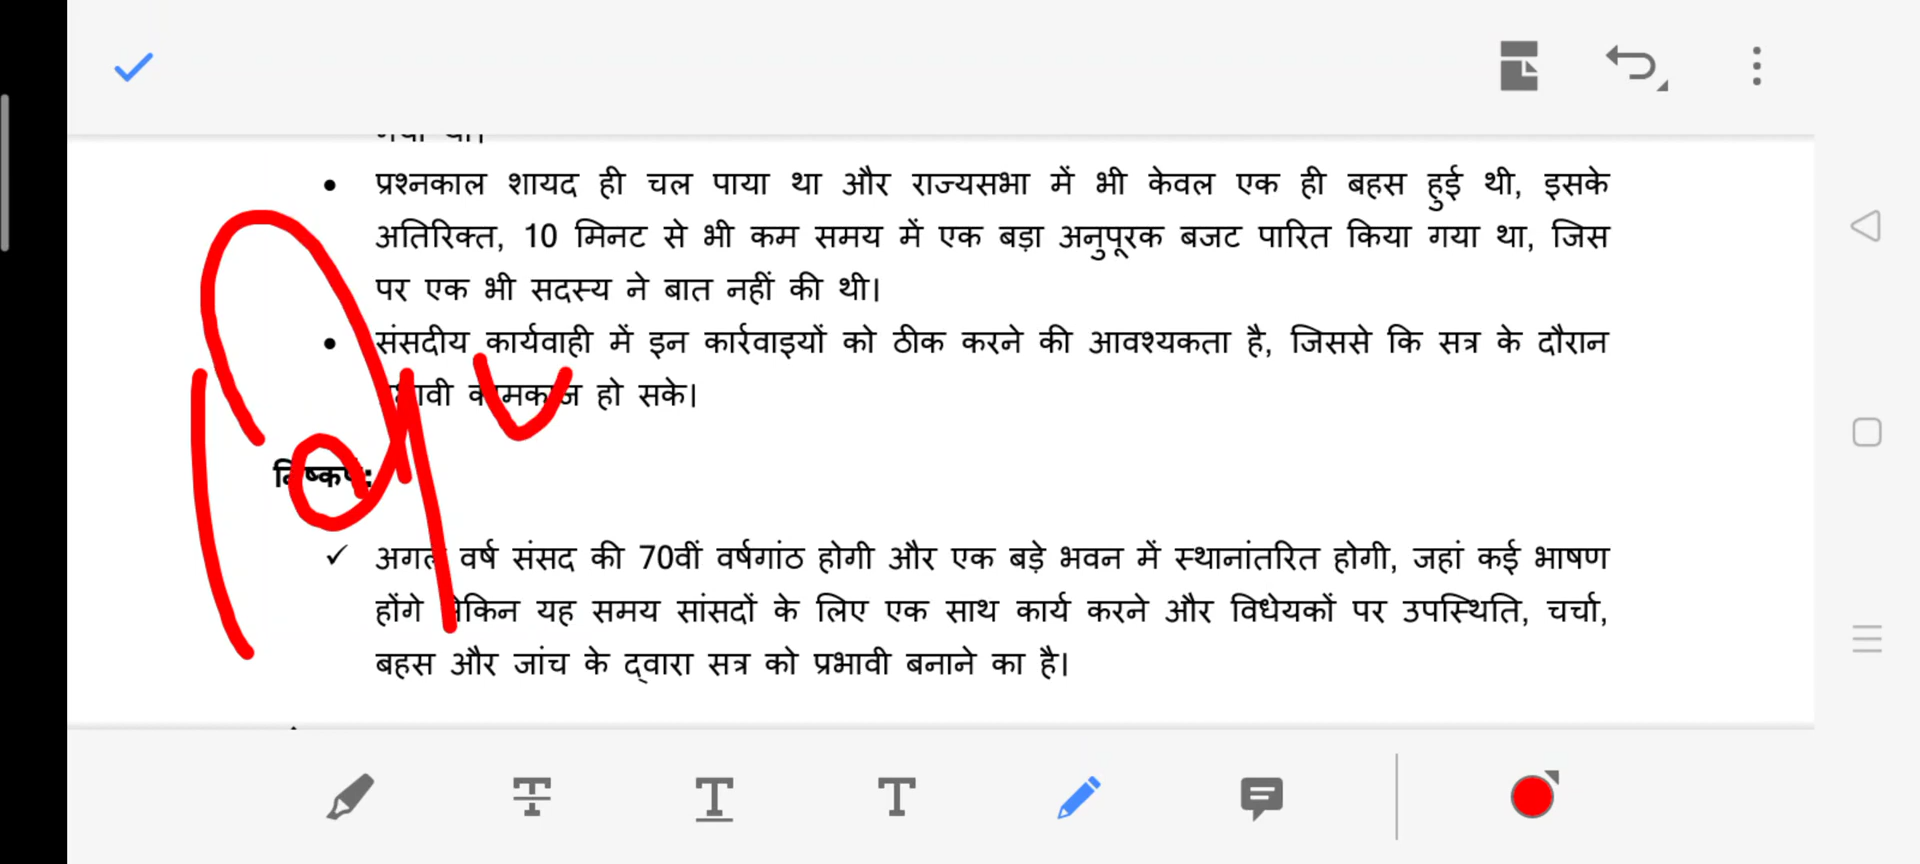 प्रश्नकाल शायद ही चल पाया था और राज्यसभा में भी केवल एक ही बहस हुई थी, इसके
अतिरिक्त, 10 मिनट से भी कम समय में एक बड़ा अनुपूरक बजट पारित किया गया था, जिस
पर एक भी सदस्य ने बात नहीं की थी।
संसदीय कार्यवाही में इन कार्रवाइयों को ठीक करने की आवश्यकता है, जिससे कि सत्र के दौरान
कामकाज हो सके।
निष्कर्ष:
✓ अगले वर्ष संसद की 70वीं वर्षगांठ होगी और एक बड़े भवन में स्थानांतरित होगी, जहां कई भाषण
होंगे लेकिन यह समय सांसदों के लिए एक साथ कार्य करने और विधेयकों पर उपस्थिति, चर्चा,
बहस और जांच के द्वारा सत्र को प्रभावी बनाने का है।